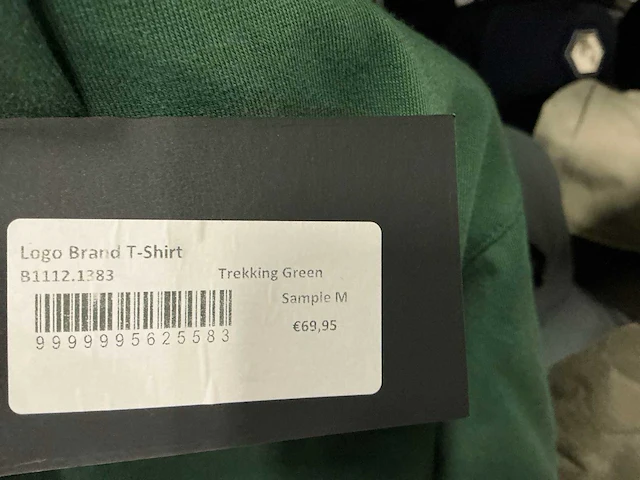 Logo Brand T-Shirt
B1112.1383
Trekking Green
Sample M
€69,95
9999995625583